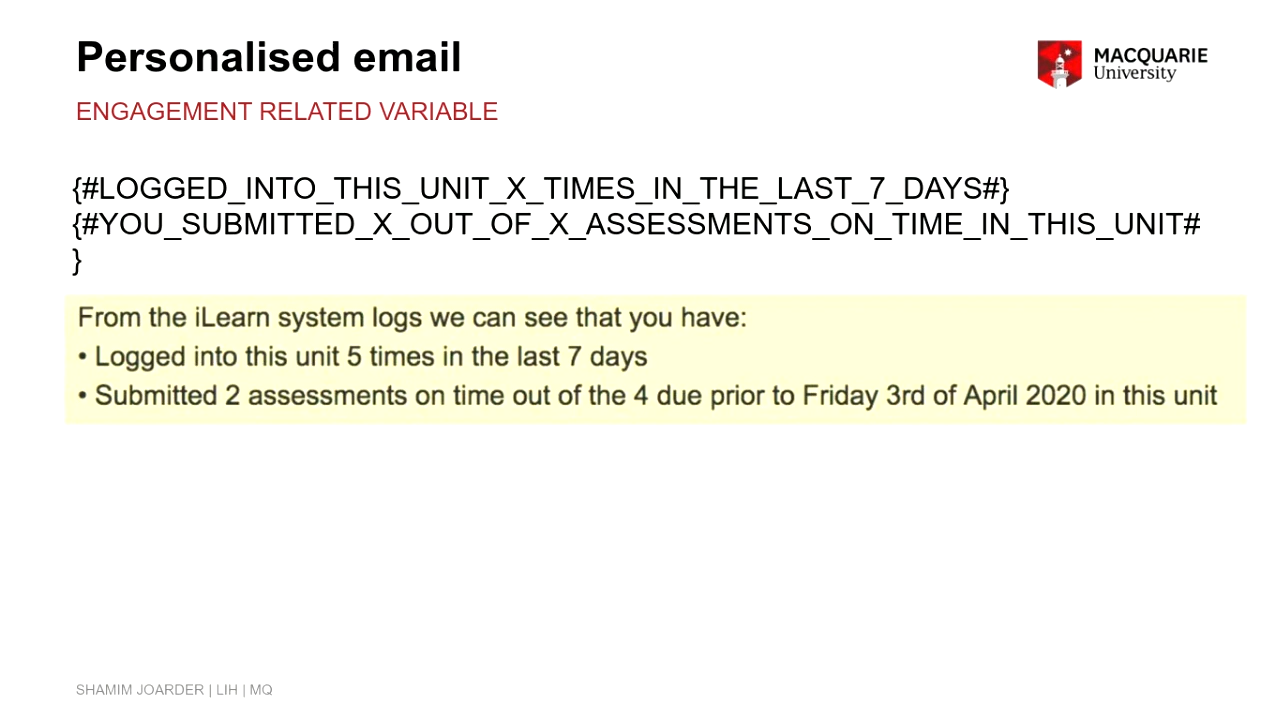 Personalised email
MACQUARIE
University
ENGAGEMENT RELATED VARIABLE
{#LOGGED_INTO_THIS_UNIT_X_TIMES_IN_THE_LAST_7_DAYS#}
{#YOU_SUBMITTED_X_OUT_OF_X_ASSESSMENTS_ON_TIME_IN_THIS_UNIT#
}
From the iLearn system logs we can see that you have:
• Logged into this unit 5 times in the last 7 days
• Submitted 2 assessments on time out of the 4 due prior to Friday 3rd of April 2020 in this unit
SHAMIM JOARDER | LIH | MQ